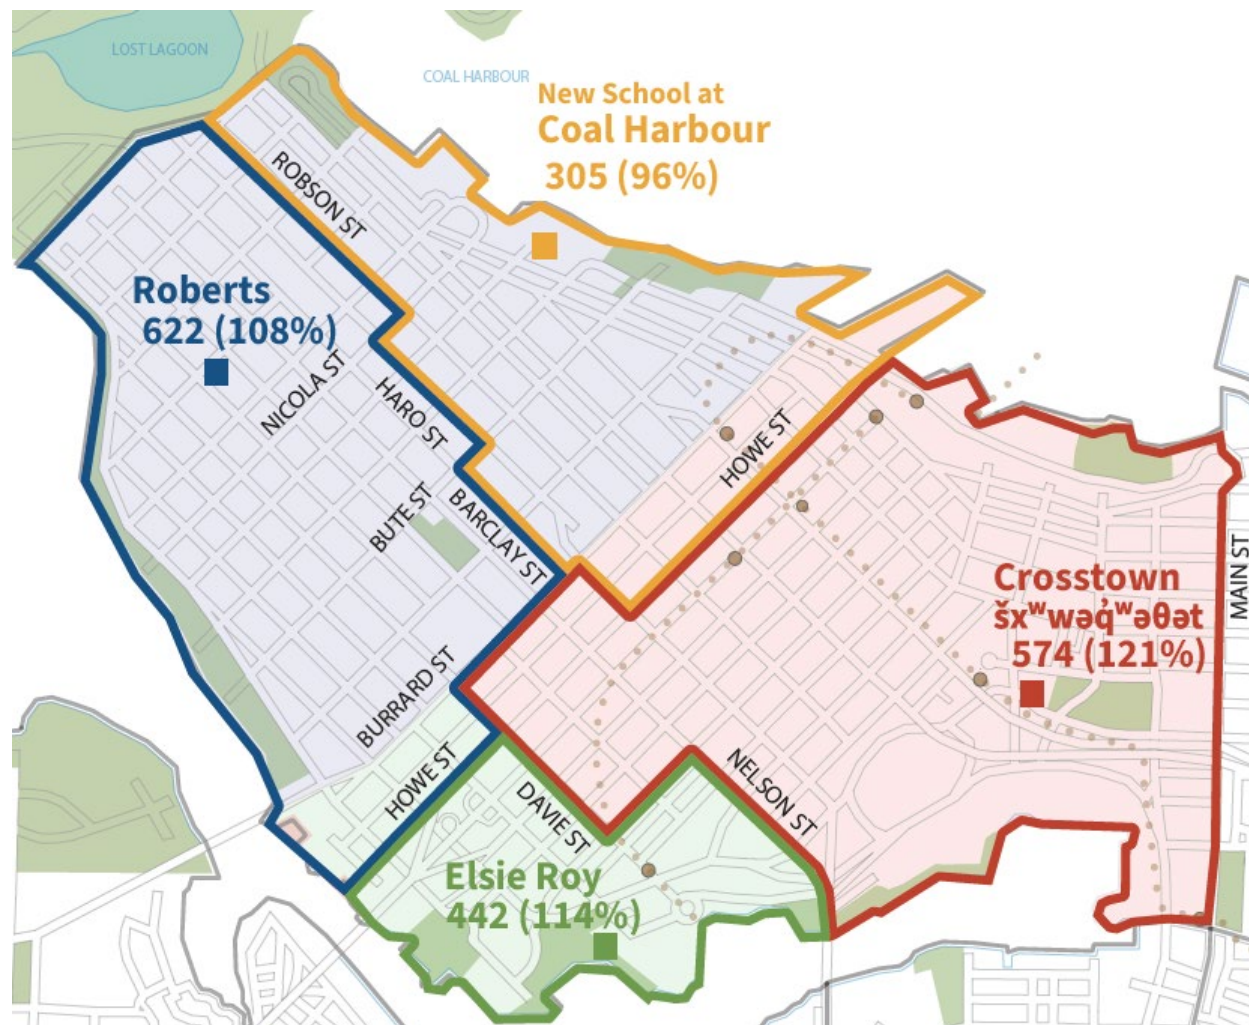 LOST LAGOON
COAL HARBOUR
New School at
Coal Harbour
305 (96%)
ROBSON ST
Roberts
622 (108%)
NICOLA ST
HARO ST
HOWE ST
BUTE ST
BARCLAY ST
MAIN ST
Crosstown
šxʷwəq̓ʷəθət
574 (121%)
BURRARD ST
HOWE ST
DAVIE ST
NELSON ST
Elsie Roy
442 (114%)